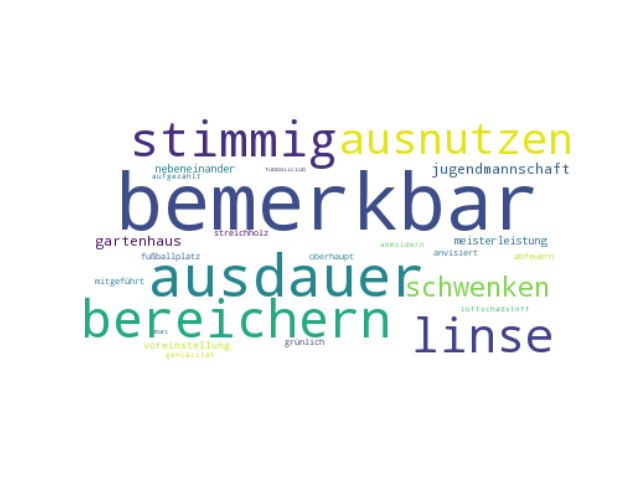 stimmig ausnutzen
nebeneinander jugendmannschaft
aufgezählt fußballclub
bemerkbar
streichholz
gartenhaus abmildern meisterleistung
fußballplatz oberhaupt anvisiert abfeuern
ausdauer
mitgeführt schwenken
bereichern luftschadstoff
mac linse
voreinstellung grünlich
genialität